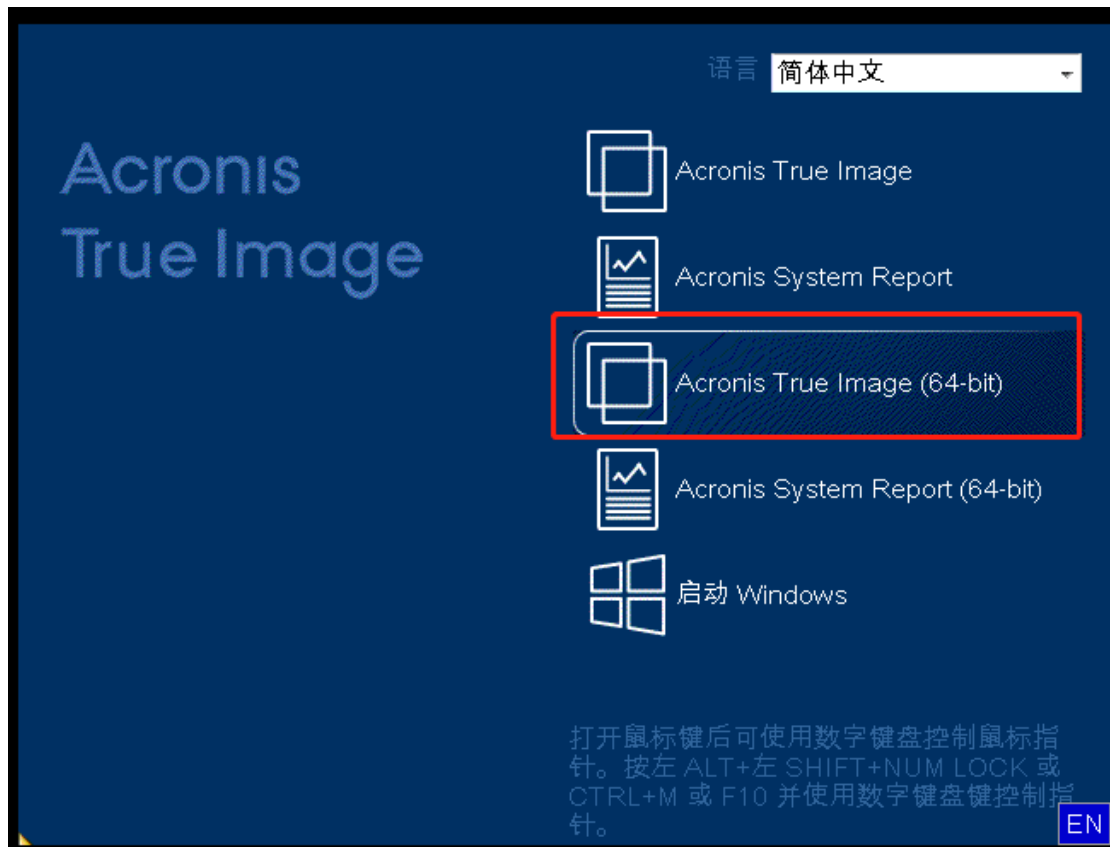 语言 简体中文
Acronis
True Image
Acronis True Image
Acronis System Report
Acronis True Image (64-bit)
Acronis System Report (64-bit)
启动 Windows
打开鼠标键后可使用数字键盘控制鼠标指
针。按左 ALT+左 SHIFT+NUM LOCK 或
CTRL+M 或 F10 并使用数字键盘键控制指
针。
EN